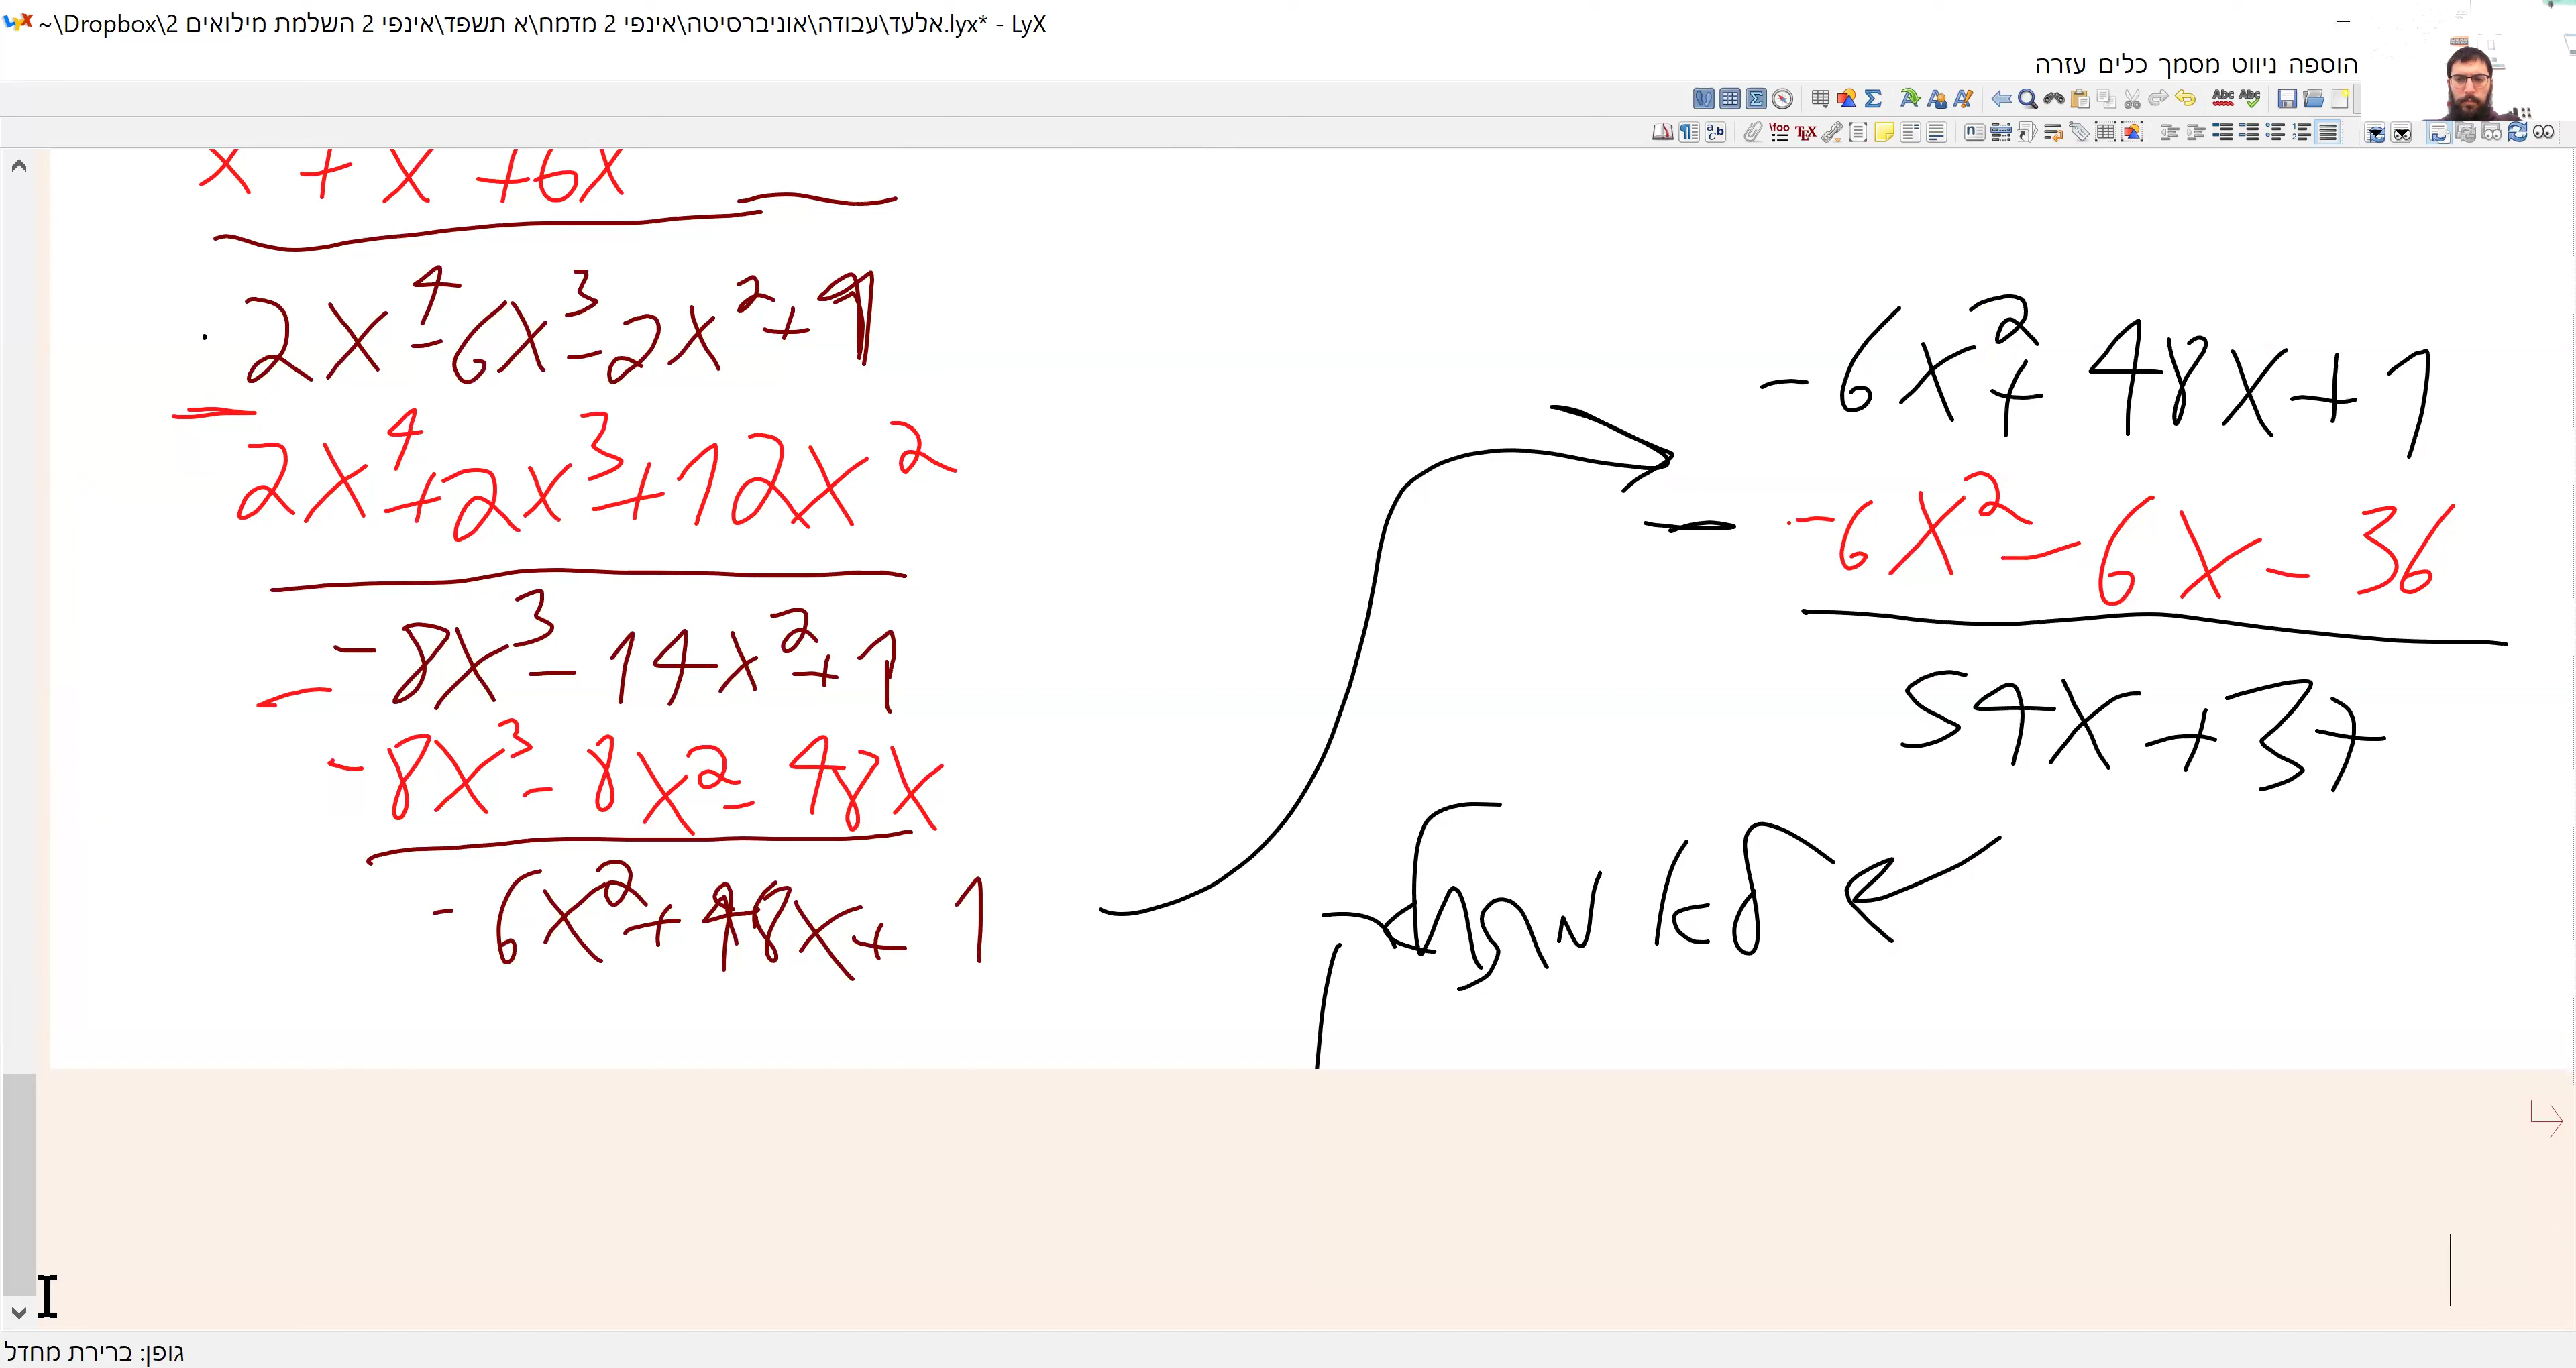 ~\Dropbox\2 אלעד\עבודה\אוניברסיטה\אינפי 2 מדמח\א תשפד\אינפי 2 השלמת מילואים.lyx* - LyX
הוספה ניווט מסמך כלים עזרה
x + x + 6x
2x⁴ - 6x³ - 2x² + 1
- 2x⁴ + 2x³ + 12x²
-8x³ - 14x² + 1
- -8x³ - 8x² - 48x
-6x² + 48x + 1
-6x² + 48x + 1
- -6x² - 6x - 36
54x + 37
לא
גופן: ברירת מחדל